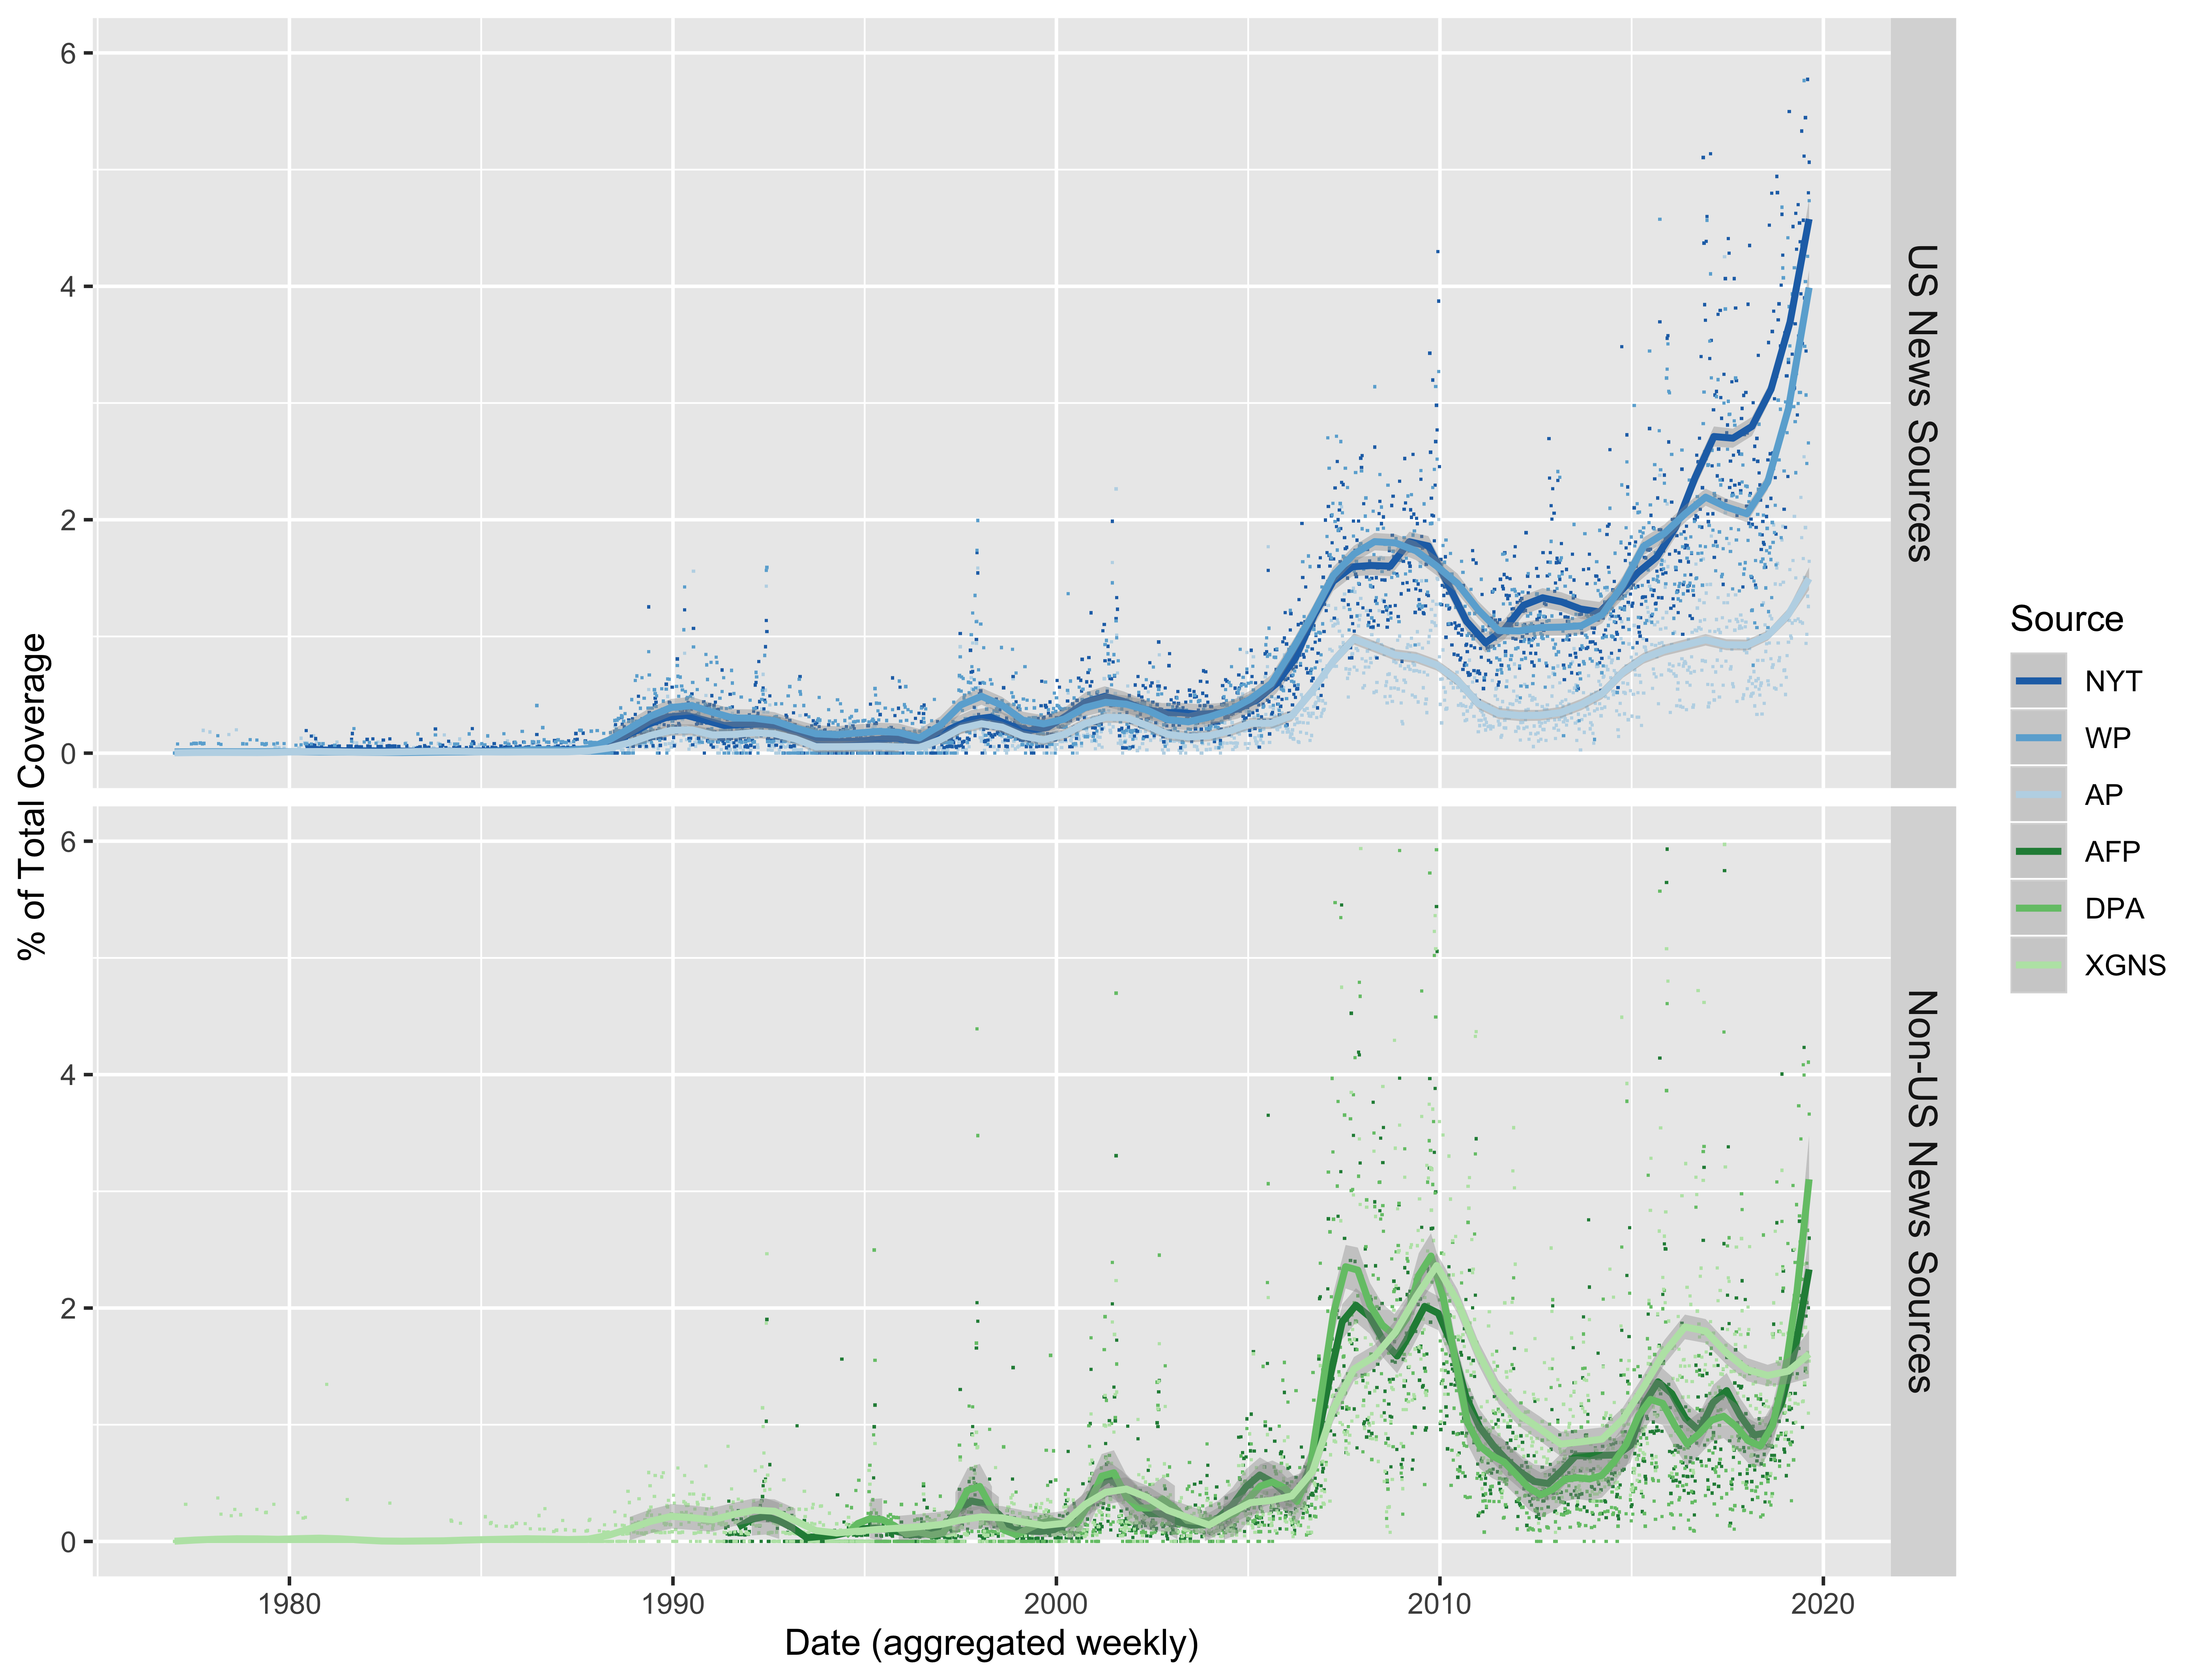 % of Total Coverage
6
4
2
0
US News Sources
6
4
2
0
Non-US News Sources
1980 1990 2000 2010 2020
Date (aggregated weekly)
Source
NYT
WP
AP
AFP
DPA
XGNS